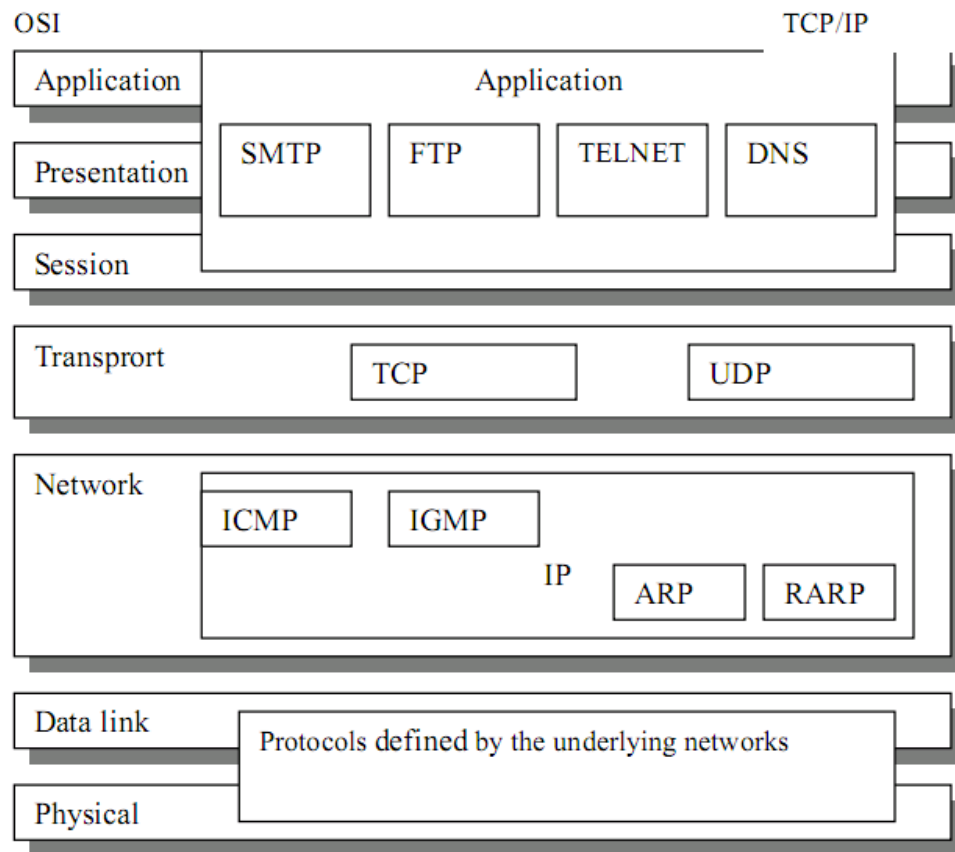 OSI TCP/IP
Application Application
SMTP FTP TELNET DNS
Presentation
Session
Transprort
TCP UDP
Network
ICMP IGMP
IP
ARP RARP
Data link
Protocols defined by the underlying networks
Physical